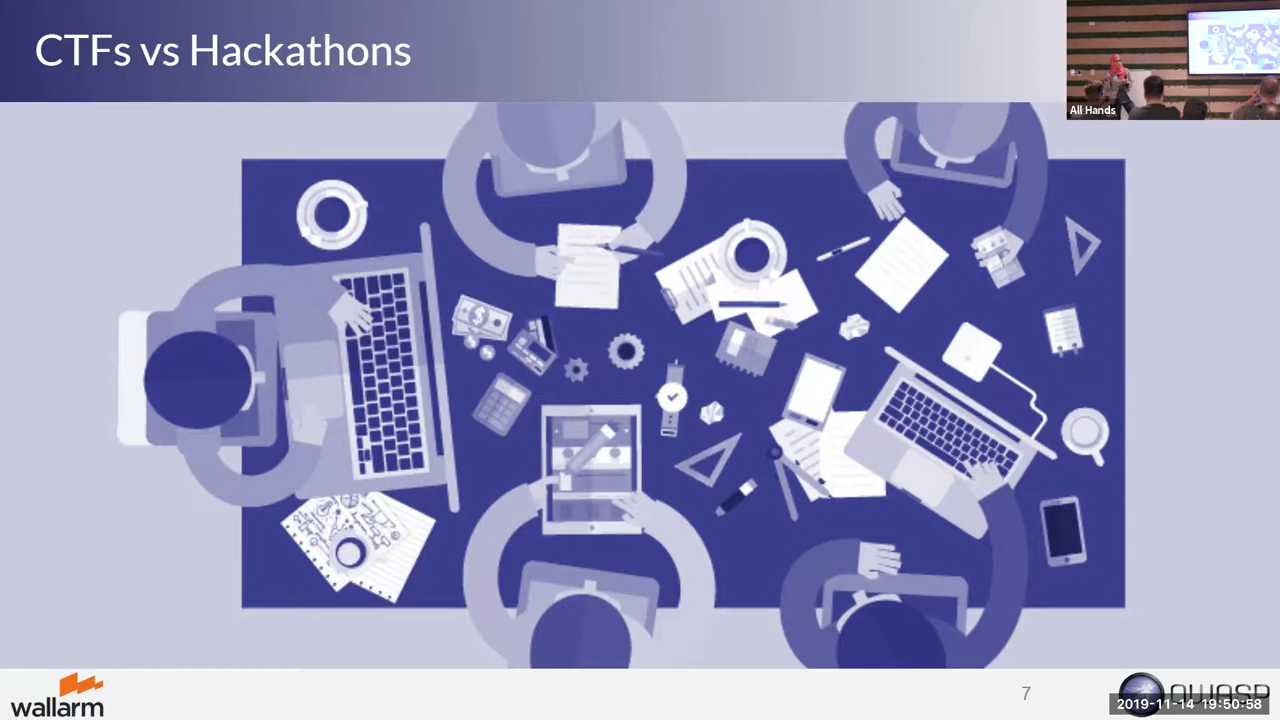 CTFs vs Hackathons
All Hands
wallarm
7
OWASP
2019-11-14 19:50:58